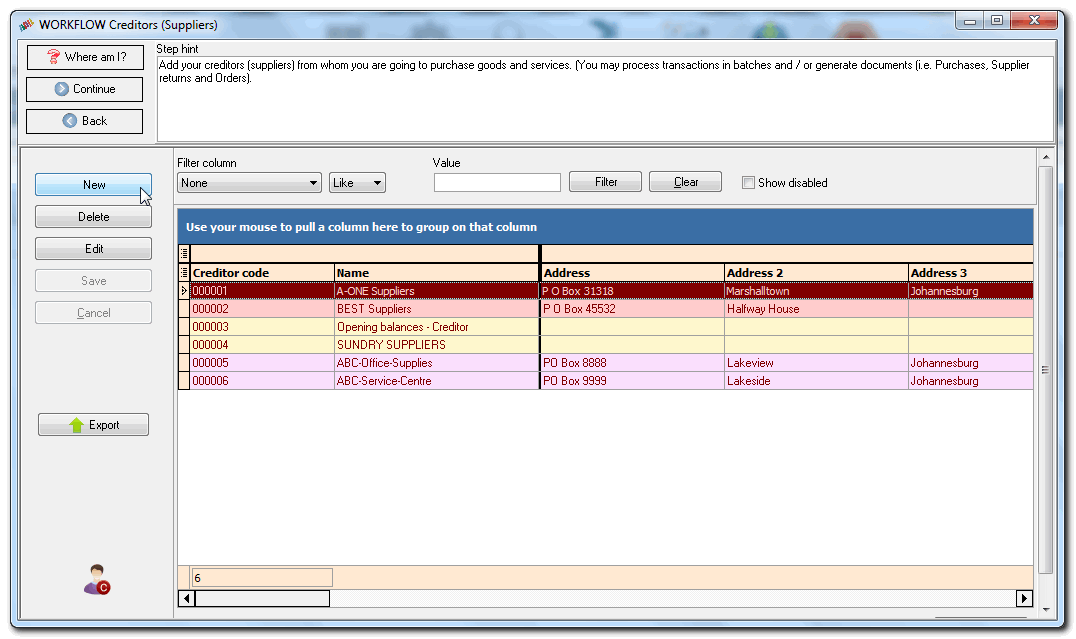 WORKFLOW Creditors (Suppliers)
Where am I?
Continue
Back
Step hint
Add your creditors (suppliers) from whom you are going to purchase goods and services. (You may process transactions in batches and / or generate documents (i.e. Purchases, Supplier
returns and Orders).
New
Delete
Edit
Save
Cancel
Export
C
Filter column
Value
None
Like
Filter
Clear
Show disabled
Use your mouse to pull a column here to group on that column
Creditor code Name Address Address 2 Address 3
000001 A-ONE Suppliers P O Box 31318 Marshalltown Johannesburg
000002 BEST Suppliers P O Box 45532 Halfway House
000003 Opening balances - Creditor
000004 SUNDRY SUPPLIERS
000005 ABC-Office-Supplies PO Box 8888 Lakeview Johannesburg
000006 ABC-Service-Centre PO Box 9999 Lakeside Johannesburg
6